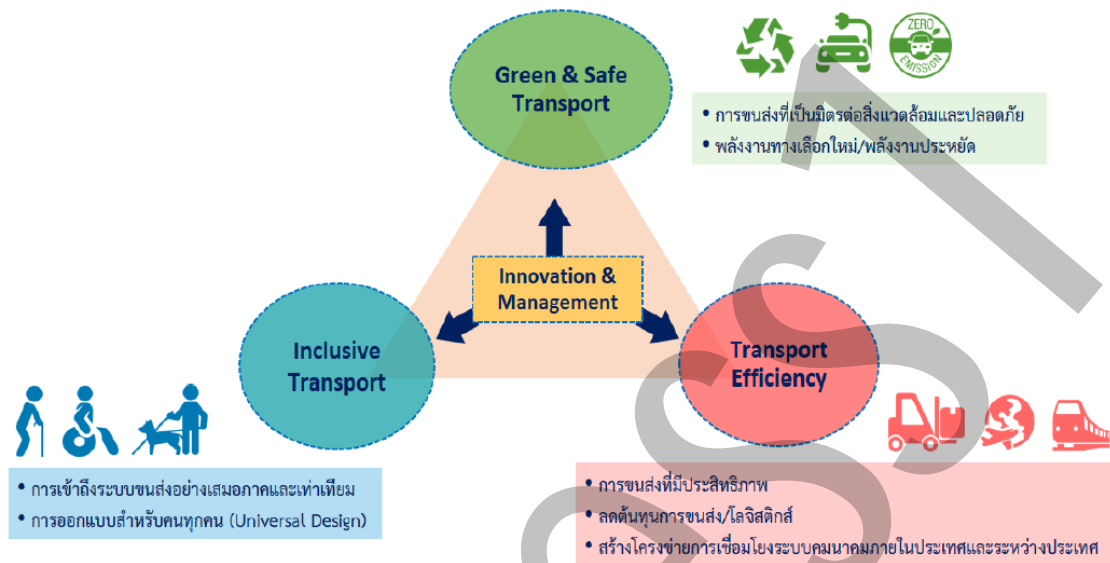 ZERO
EMISSION
Green & Safe
Transport
• การขนส่งที่เป็นมิตรต่อสิ่งแวดล้อมและปลอดภัย
• พลังงานทางเลือกใหม่/พลังงานประหยัด
Innovation &
Management
Inclusive
Transport
Transport
Efficiency
• การเข้าถึงระบบขนส่งอย่างเสมอภาคและเท่าเทียม
• การออกแบบสำหรับคนทุกคน (Universal Design)
• การขนส่งที่มีประสิทธิภาพ
• ลดต้นทุนการขนส่ง/โลจิสติกส์
• สร้างโครงข่ายการเชื่อมโยงระบบคมนาคมภายในประเทศและระหว่างประเทศ